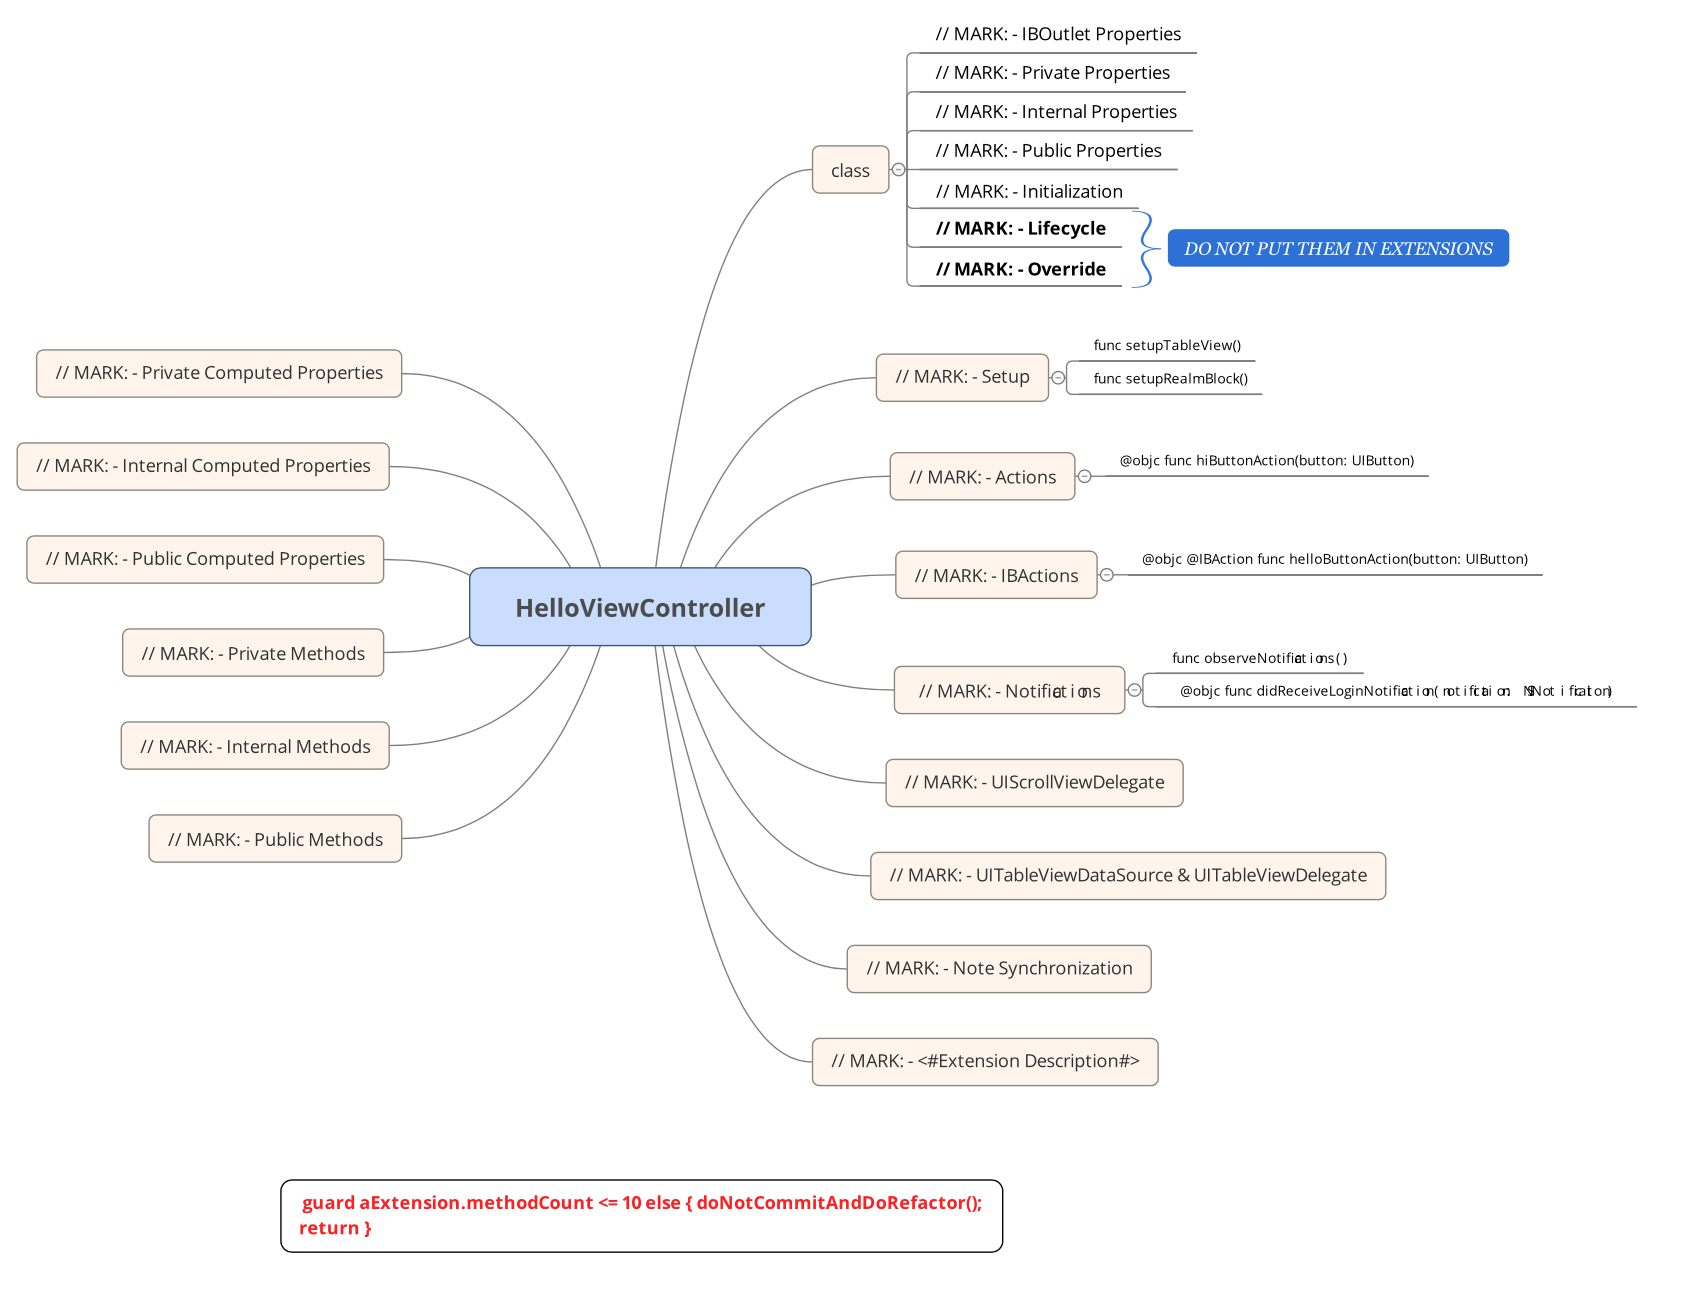 // MARK: - IBOutlet Properties
// MARK: - Private Properties
// MARK: - Internal Properties
// MARK: - Public Properties
class
// MARK: - Initialization
// MARK: - Lifecycle
DO NOT PUT THEM IN EXTENSIONS
// MARK: - Override
func setupTableView()
// MARK: - Setup
func setupRealmBlock()
// MARK: - Actions
@objc func hiButtonAction(button: UIButton)
// MARK: - IBActions
@objc @IBAction func helloButtonAction(button: UIButton)
func observeNotifications()
// MARK: - Notifications
@objc func didReceiveLoginNotification(notification: NSNotification)
// MARK: - UIScrollViewDelegate
// MARK: - UITableViewDataSource & UITableViewDelegate
// MARK: - Note Synchronization
// MARK: - <#Extension Description#>
HelloViewController
// MARK: - Private Computed Properties
// MARK: - Internal Computed Properties
// MARK: - Public Computed Properties
// MARK: - Private Methods
// MARK: - Internal Methods
// MARK: - Public Methods
guard aExtension.methodCount <= 10 else { doNotCommitAndDoRefactor();
return }